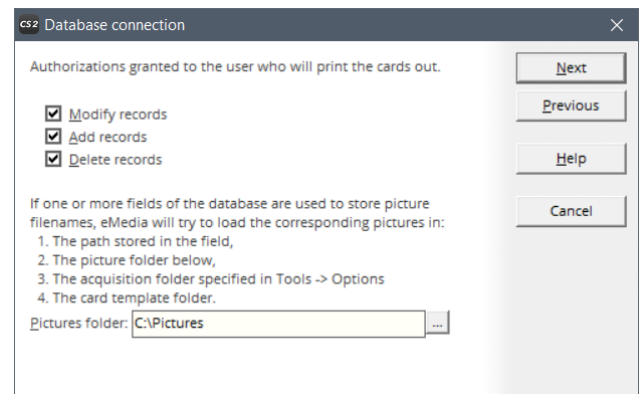 CS2 Database connection
Authorizations granted to the user who will print the cards out.
Next
Previous
Modify records
Add records
Delete records
Help
If one or more fields of the database are used to store picture
filenames, eMedia will try to load the corresponding pictures in:
Cancel
1. The path stored in the field,
2. The picture folder below,
3. The acquisition folder specified in Tools -> Options
4. The card template folder.
Pictures folder: C:\Pictures ...